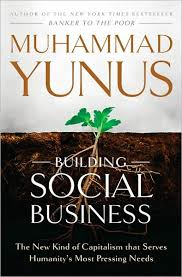 AUTHOR OF THE NEW YORK TIMES BESTSELLER
BANKER TO THE POOR
MUHAMMAD
YUNUS
BUILDING
SOCIAL
BUSINESS
The New Kind of Capitalism that Serves
Humanity's Most Pressing Needs